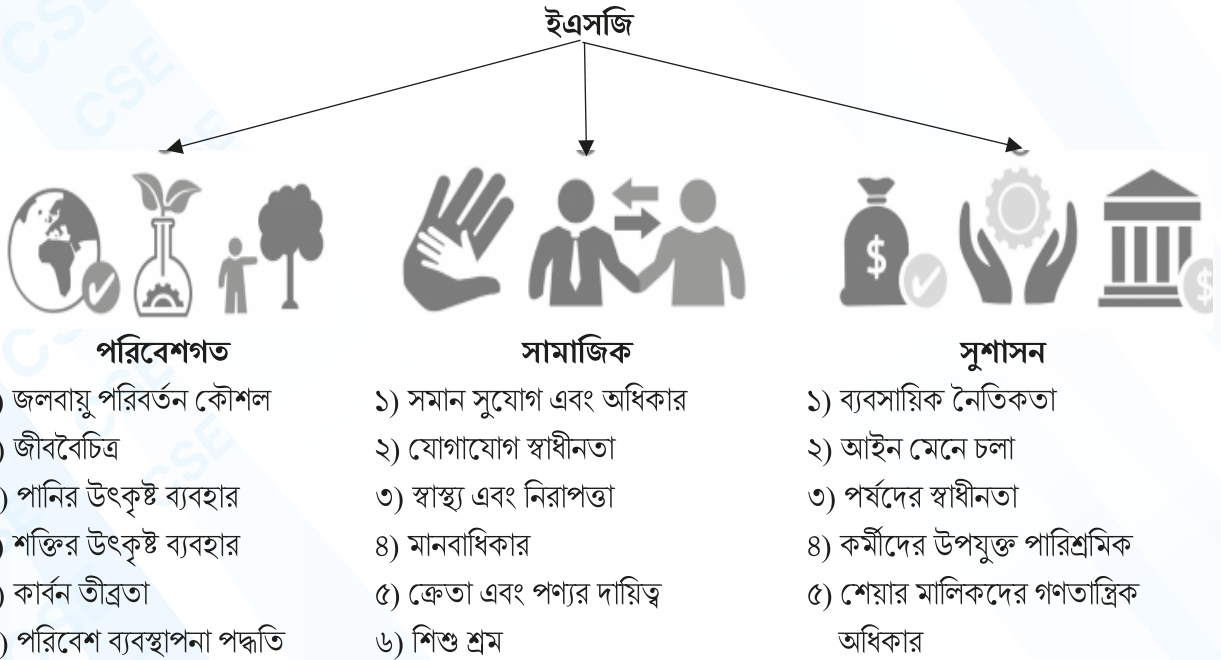 ইএসজি
পরিবেশগত
) জলবায়ু পরিবর্তন কৌশল
) জীববৈচিত্র
) পানির উৎকৃষ্ট ব্যবহার
) শক্তির উৎকৃষ্ট ব্যবহার
) কার্বন তীব্রতা
) পরিবেশ ব্যবস্থাপনা পদ্ধতি
সামাজিক
১) সমান সুযোগ এবং অধিকার
২) যোগাযোগ স্বাধীনতা
৩) স্বাস্থ্য এবং নিরাপত্তা
৪) মানবাধিকার
৫) ক্রেতা এবং পণ্যর দায়িত্ব
৬) শিশু শ্রম
সুশাসন
১) ব্যবসায়িক নৈতিকতা
২) আইন মেনে চলা
৩) পর্ষদের স্বাধীনতা
৪) কর্মীদের উপযুক্ত পারিশ্রমিক
৫) শেয়ার মালিকদের গণতান্ত্রিক
অধিকার